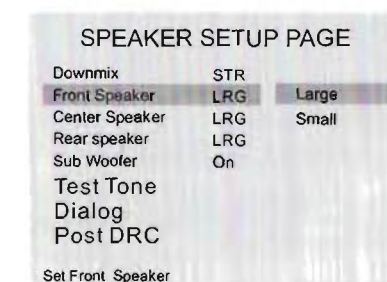 SPEAKER SETUP PAGE
Downmix STR
Front Speaker LRG Large
Center Speaker LRG Small
Rear speaker LRG
Sub Woofer On
Test Tone
Dialog
Post DRC
Set Front Speaker